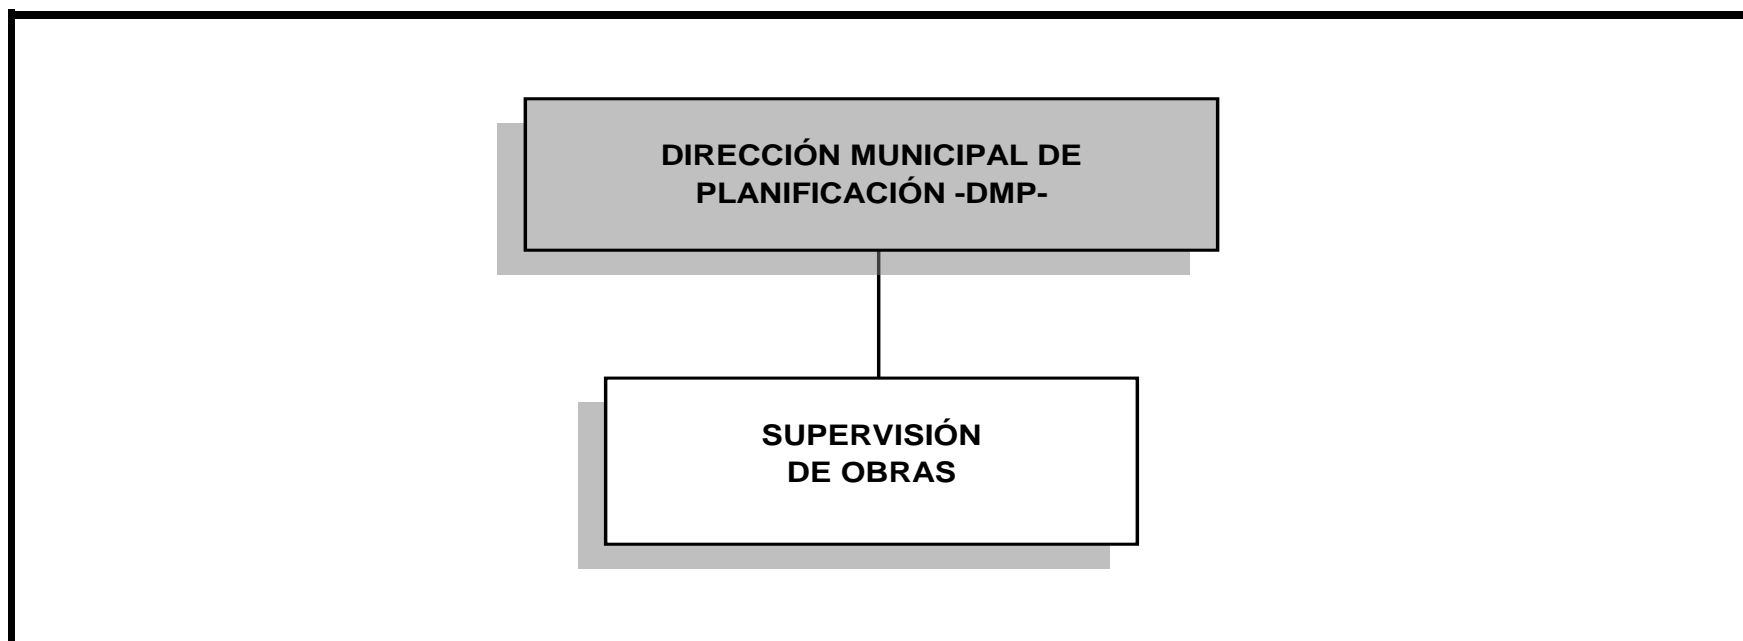 DIRECCIÓN MUNICIPAL DE
PLANIFICACIÓN -DMP-
SUPERVISIÓN
DE OBRAS